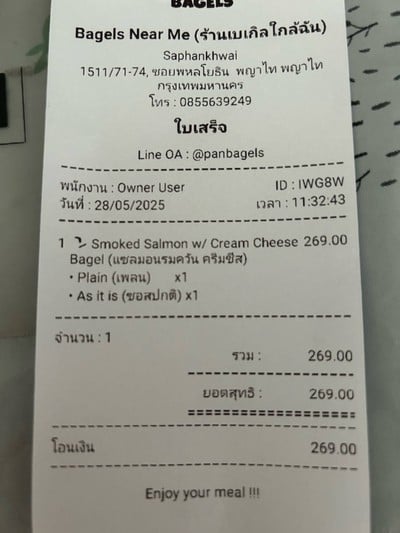 BAGELS
Bagels Near Me (ร้านเบเกิลใกล้ฉัน)
Saphankhwai
1511/71-74, ซอยพหลโยธิน พญาไท พญาไท
กรุงเทพมหานคร
โทร : 0855639249
ใบเสร็จ
Line OA : @panbagels
พนักงาน : Owner User ID : IWG8W
วันที่ : 28/05/2025 เวลา : 11:32:43
1 Smoked Salmon w/ Cream Cheese 269.00
Bagel (แซลมอนรมควัน ครีมชีส)
• Plain (เพลน) x1
• As it is (ซอสปกติ) x1
จำนวน : 1
รวม : 269.00
ยอดสุทธิ : 269.00
โอนเงิน 269.00
Enjoy your meal !!!